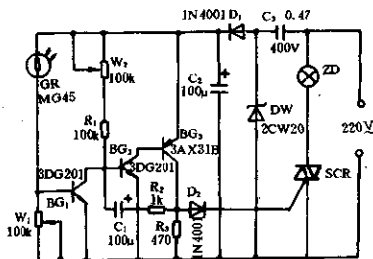 1N4001 D₁
C₃ 0.47
400V
GR
MG45
W₂
100k
R₁
100k
C₂
100μ
ZD
DW
2CW20
220V
BG₃
3AX31B
BG₂
3DG201
3DG201
BG₁
SCR
R₂
1k
D₂
W₁
100k
C₁
100μ
R₃
470
1N4001